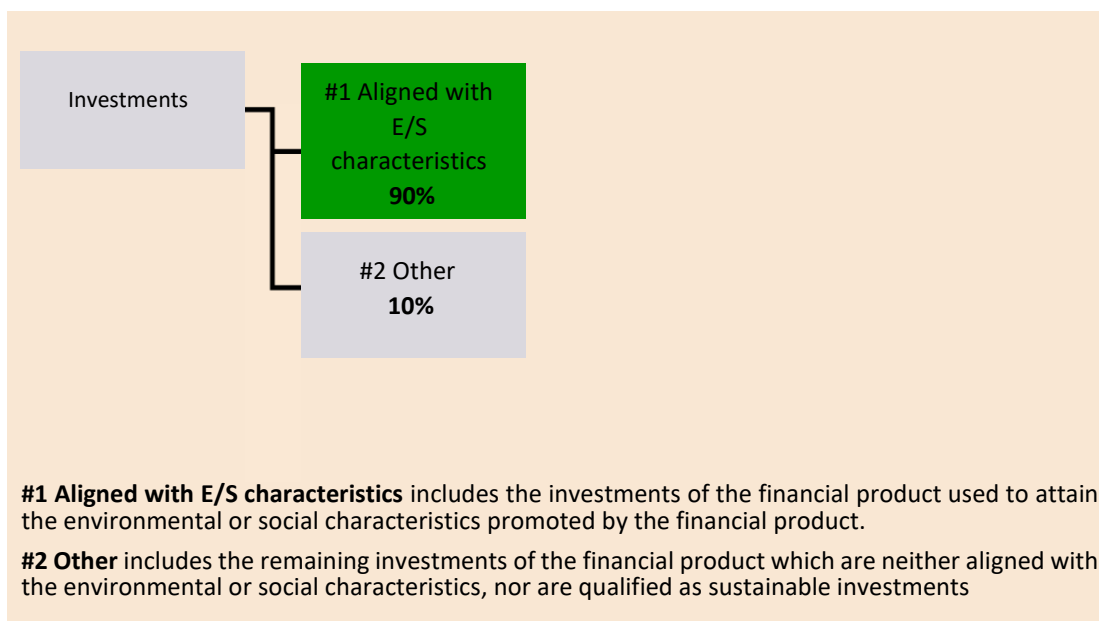 Investments
#1 Aligned with
E/S
characteristics
90%
#2 Other
10%
#1 Aligned with E/S characteristics includes the investments of the financial product used to attain
the environmental or social characteristics promoted by the financial product.
#2 Other includes the remaining investments of the financial product which are neither aligned with
the environmental or social characteristics, nor are qualified as sustainable investments